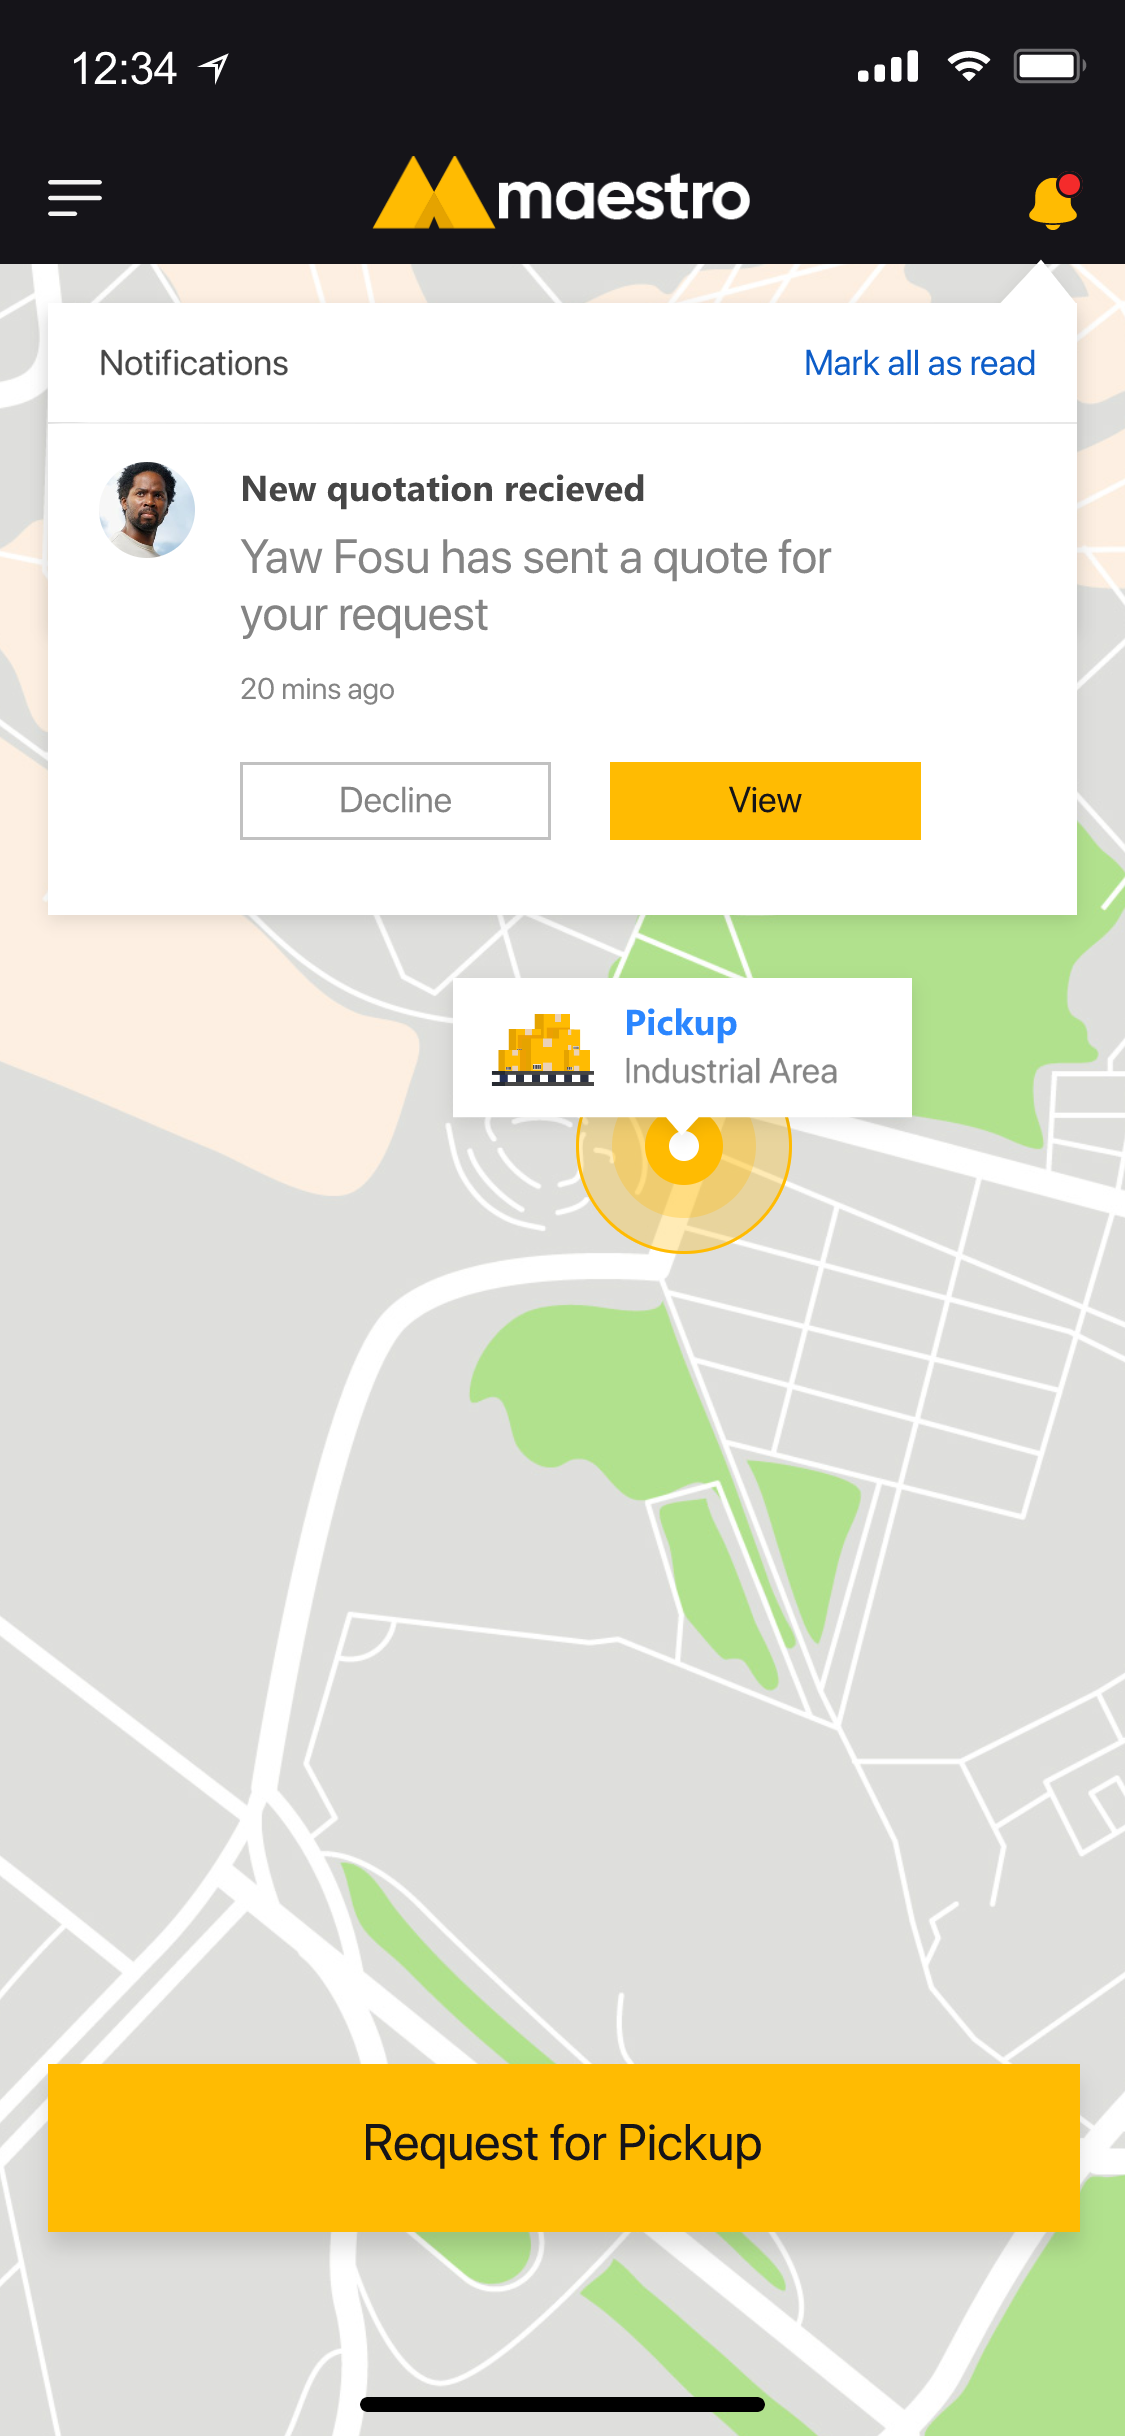 12:34
maestro
Notifications
Mark all as read
New quotation recieved
Yaw Fosu has sent a quote for
your request
20 mins ago
Decline
View
Pickup
Industrial Area
Request for Pickup